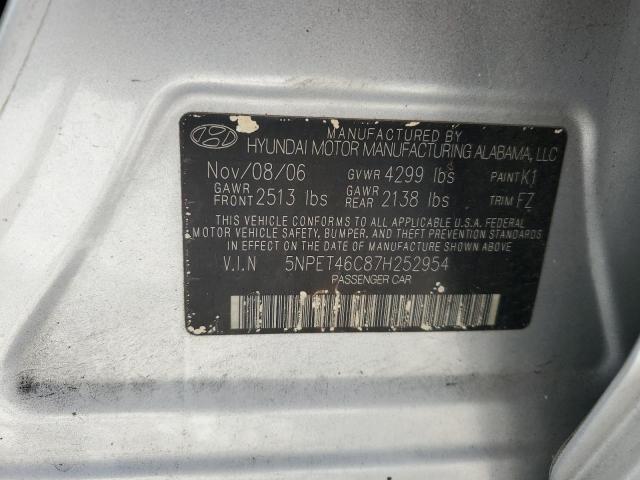 MANUFACTURED BY
HYUNDAI MOTOR MANUFACTURING ALABAMA, LLC
Nov/08/06 GVWR 4299 lbs PAINT K1
GAWR FRONT 2513 lbs GAWR REAR 2138 lbs TRIM FZ
THIS VEHICLE CONFORMS TO ALL APPLICABLE U.S.A. FEDERAL
MOTOR VEHICLE SAFETY, BUMPER, AND THEFT PREVENTION STANDARDS
IN EFFECT ON THE DATE OF MANUFACTURE SHOWN ABOVE
V.I.N 5NPET46C87H252954
PASSENGER CAR